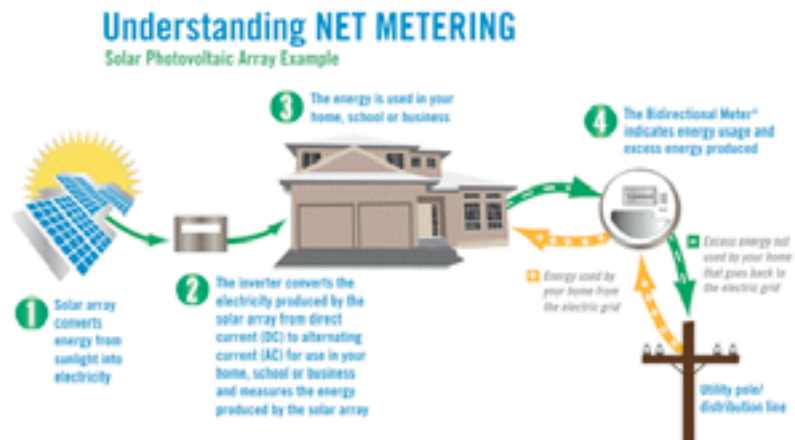 Understanding NET METERING
Solar Photovoltaic Array Example
3
The energy is used in your
home, school or business
4
The Bidirectional Meter*
indicates energy usage and
excess energy produced
1
Solar array
converts
energy from
sunlight into
electricity
2
The inverter converts the
electricity produced by the
solar array from direct
current (DC) to alternating
current (AC) for use in your
home, school or business
and measures the energy
produced by the solar array
+ Energy used by
your home from
the electric grid
- Excess energy not
used by your home
that goes back to
the electric grid
Utility pole/
distribution line